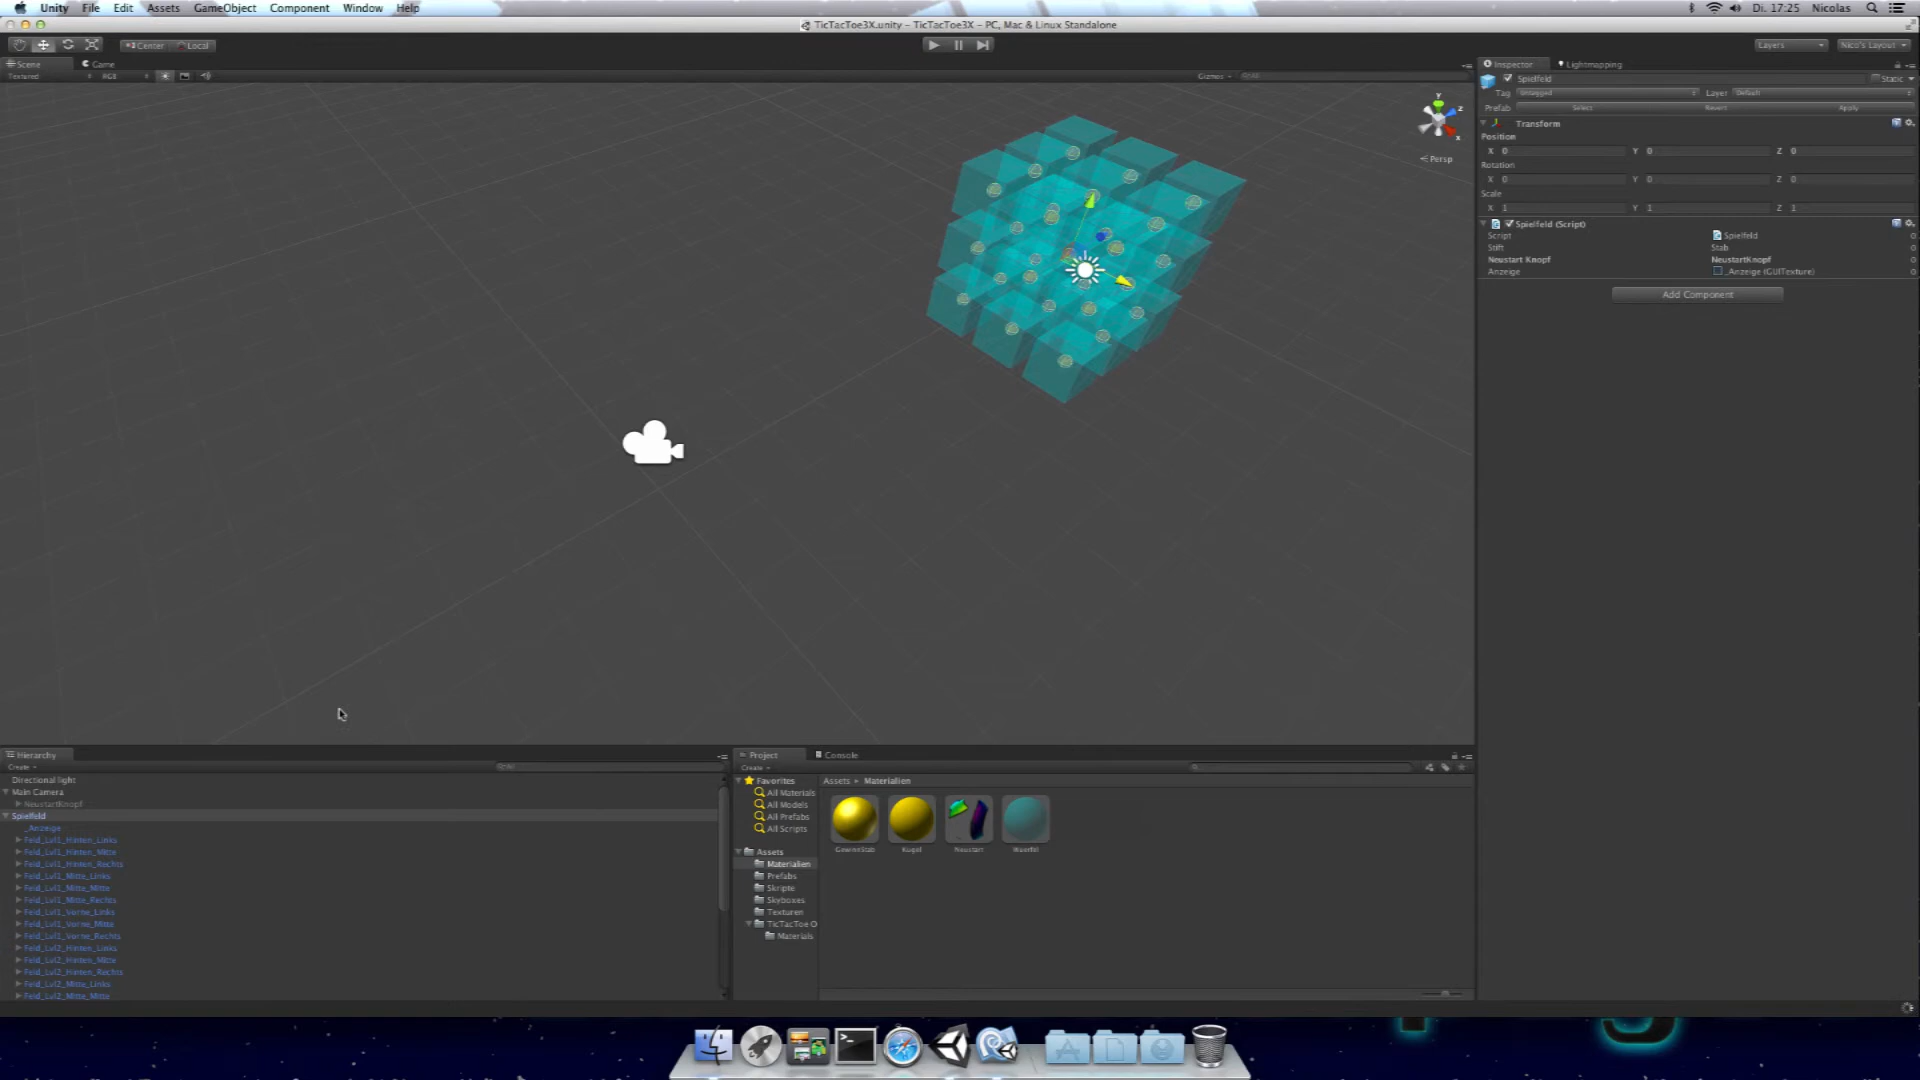 Unity File Edit Assets GameObject Component Window Help Di. 17:25 Nicolas
TicTacToe3X.unity – TicTacToe3X – PC, Mac & Linux Standalone
Center Local Layers Nico's Layout
Scene Game Inspector Lightmapping
Textured RGB Gizmos All
Spielfeld Static
Tag Untagged Layer Default
Prefab Select Revert Apply
Transform
Position
X 0 Y 0 Z 0
Rotation
X 0 Y 0 Z 0
Scale
X 1 Y 1 Z 1
Spielfeld (Script)
Script Spielfeld
Stift Stab
Neustart Knopf NeustartKnopf
Anzeige _Anzeige (GUITexture)
Add Component
Y
Z
X
Persp
Hierarchy
Create All
Directional light
Main Camera
NeustartKnopf
Spielfeld
_Anzeige
Feld_Lvl1_Hinten_Links
Feld_Lvl1_Hinten_Mitte
Feld_Lvl1_Hinten_Rechts
Feld_Lvl1_Mitte_Links
Feld_Lvl1_Mitte_Mitte
Feld_Lvl1_Mitte_Rechts
Feld_Lvl1_Vorne_Links
Feld_Lvl1_Vorne_Mitte
Feld_Lvl1_Vorne_Rechts
Feld_Lvl2_Hinten_Links
Feld_Lvl2_Hinten_Mitte
Feld_Lvl2_Hinten_Rechts
Feld_Lvl2_Mitte_Links
Feld_Lvl2_Mitte_Mitte
Project Console
Create
Favorites
All Materials
All Models
All Prefabs
All Scripts
Assets
Materialien
Prefabs
Skripte
Skyboxes
Texturen
TicTacToe O
Materials
Assets Materialien
GewinnStab Kugel Neustart Wuerfel